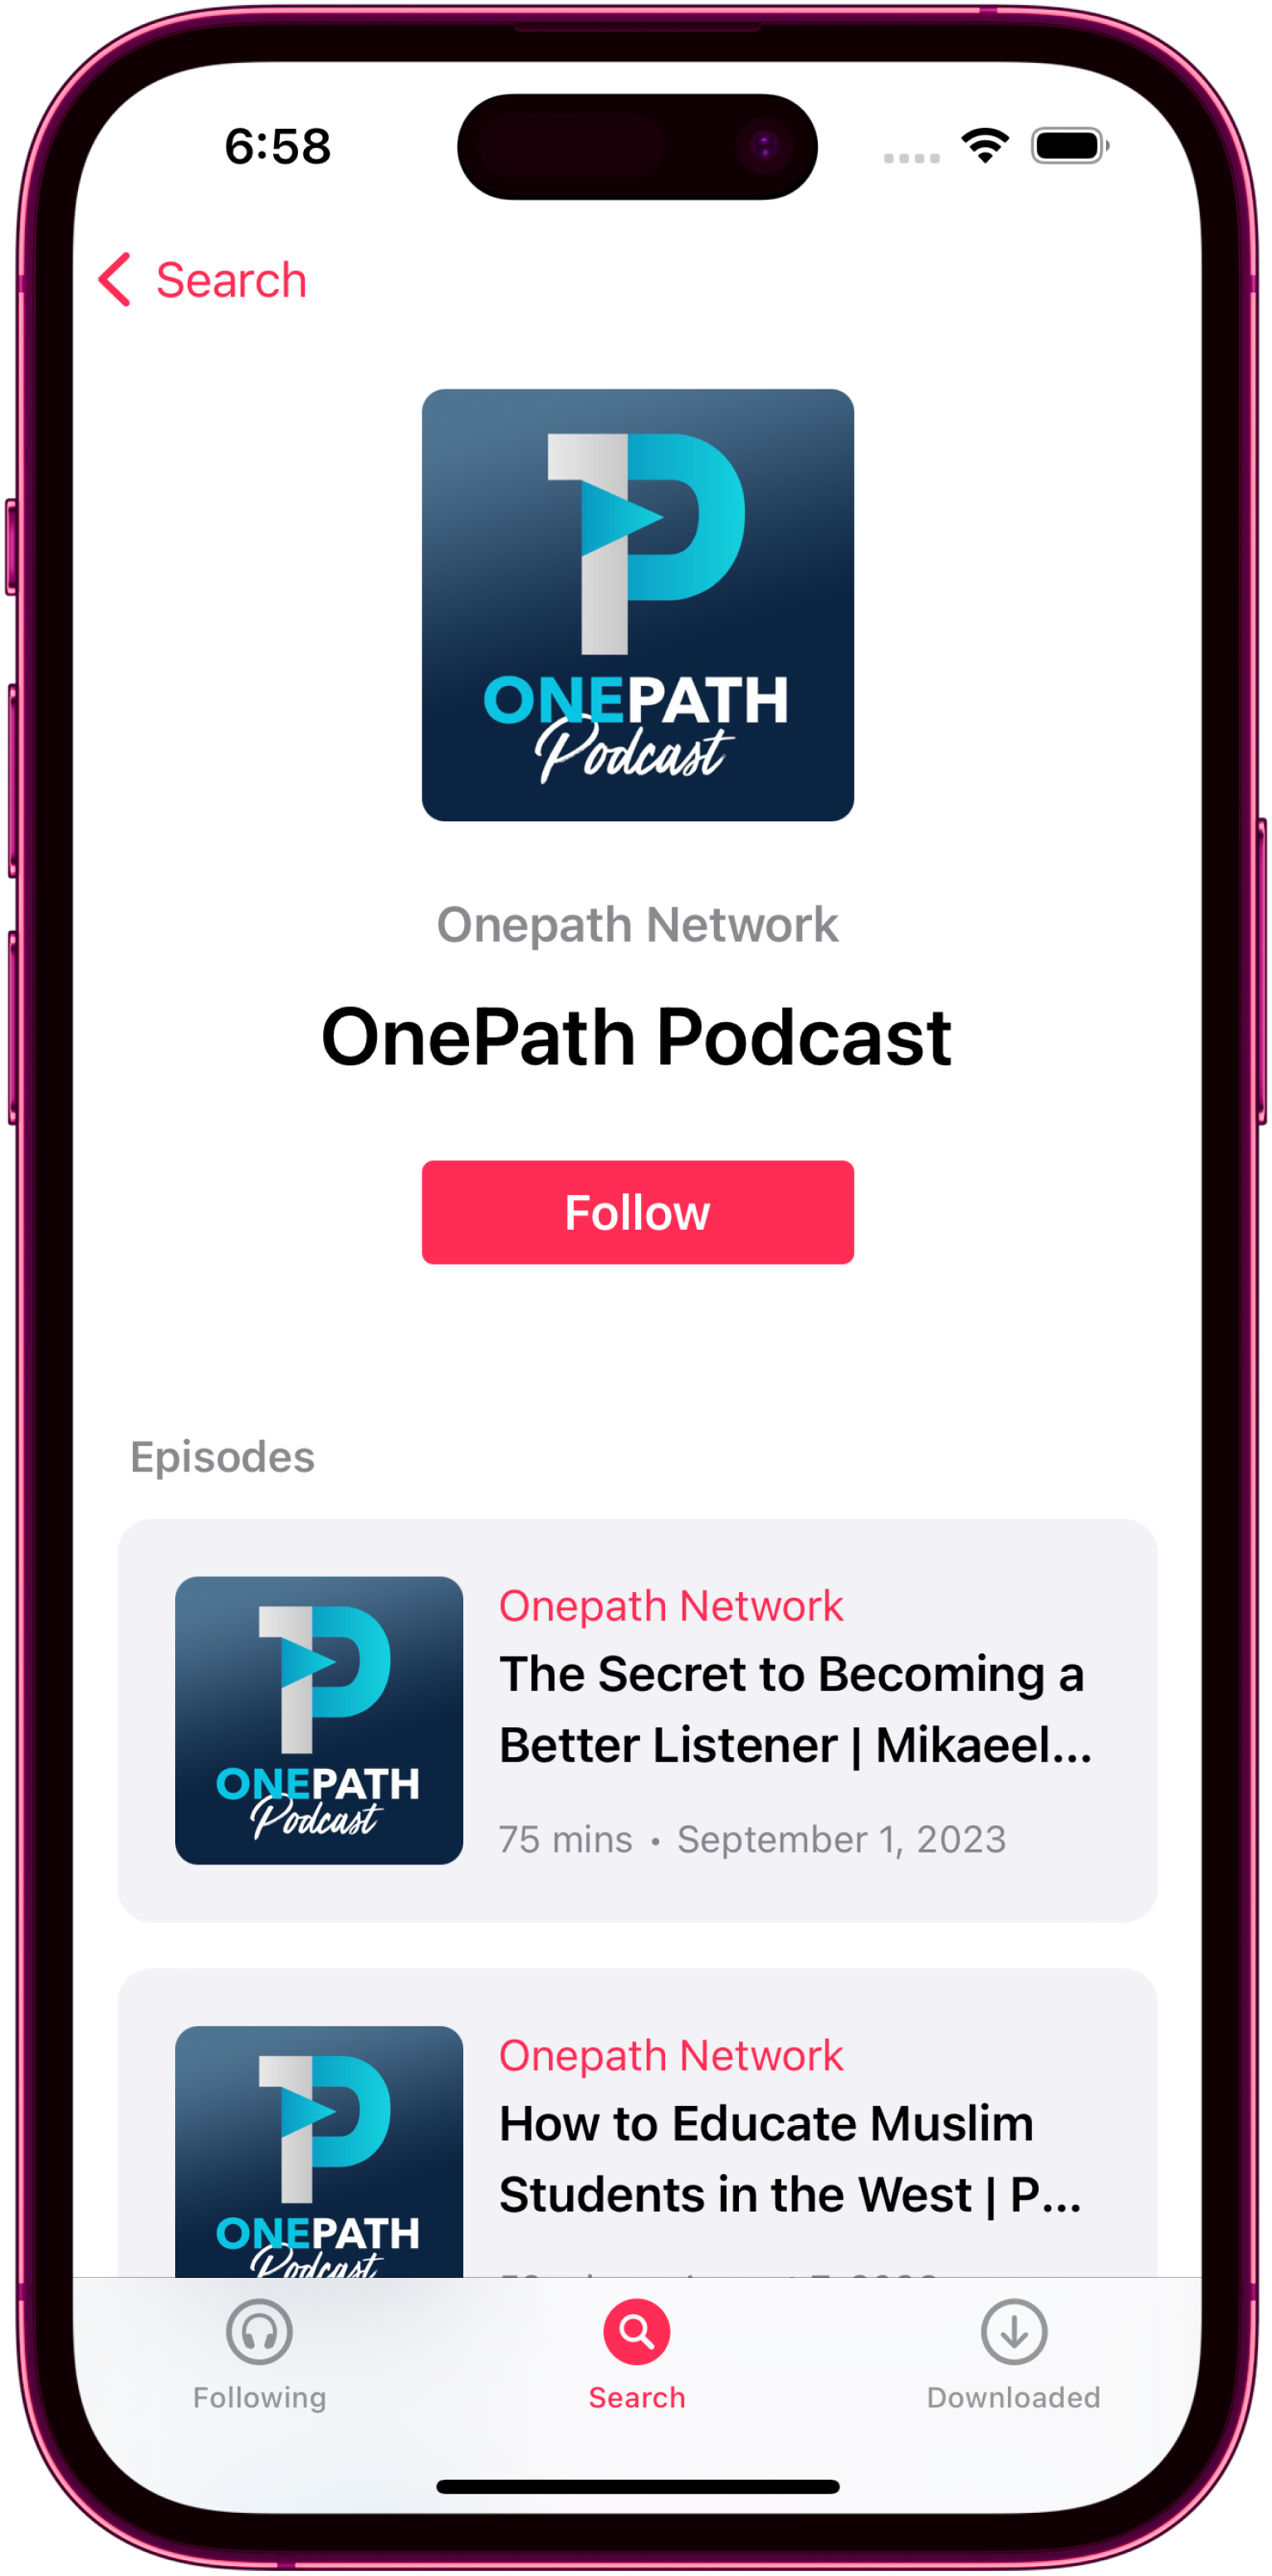 6:58
Search
ONEPATH
Podcast
Onepath Network
OnePath Podcast
Follow
Episodes
ONEPATH
Podcast
Onepath Network
The Secret to Becoming a
Better Listener | Mikaeel...
75 mins • September 1, 2023
ONEPATH
Podcast
Onepath Network
How to Educate Muslim
Students in the West | P...
Following
Search
Downloaded